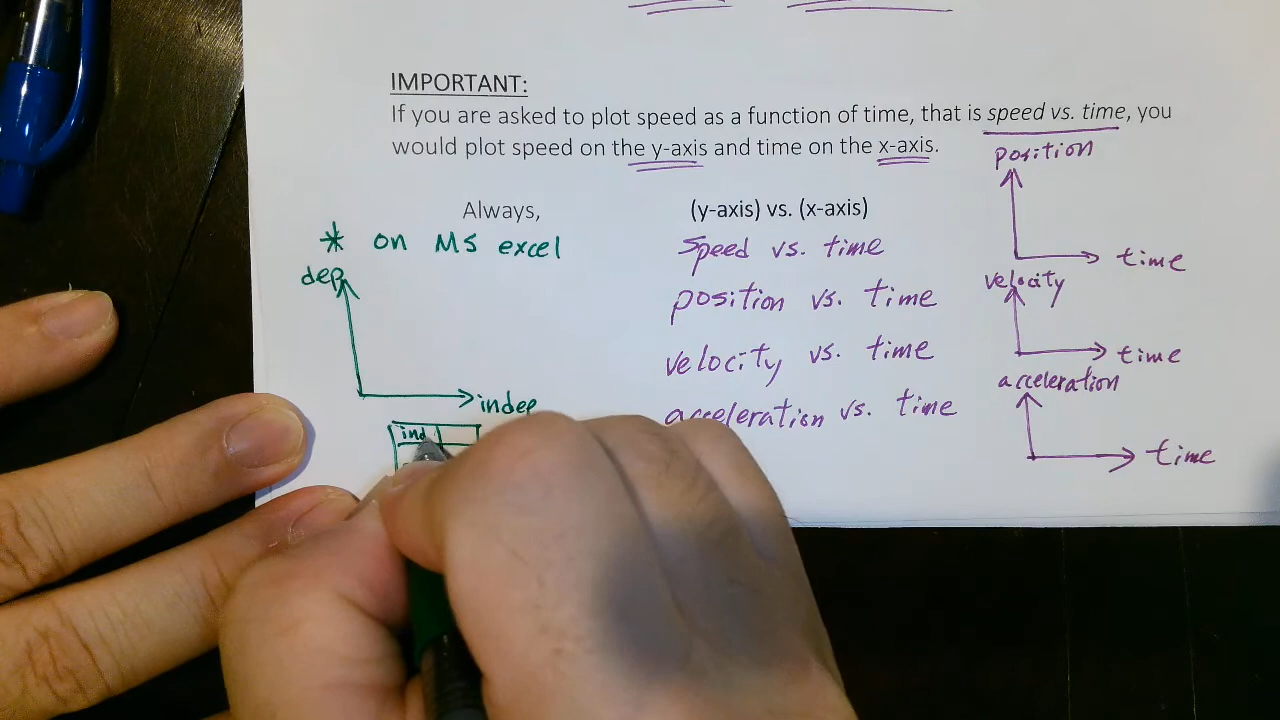 IMPORTANT:
If you are asked to plot speed as a function of time, that is speed vs. time, you
would plot speed on the y-axis and time on the x-axis.
position
time
Always,
(y-axis) vs. (x-axis)
* on MS excel
dep
indep
ind
speed vs. time
position vs. time
velocity vs. time
acceleration vs. time
velocity
time
acceleration
time